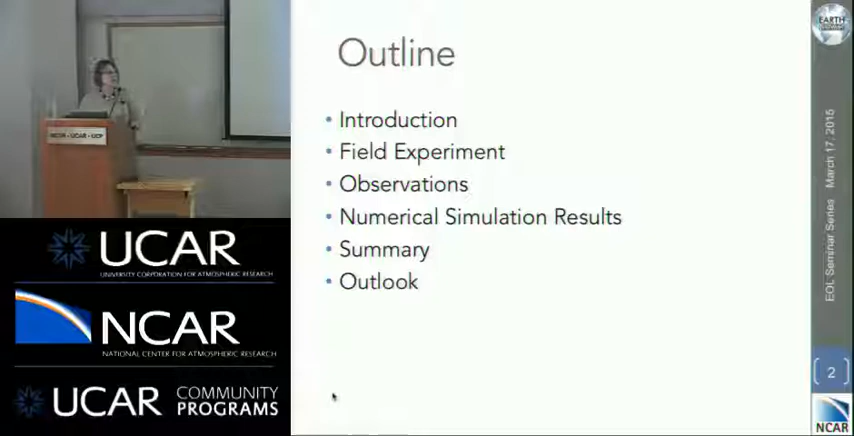 Outline
• Introduction
• Field Experiment
• Observations
• Numerical Simulation Results
• Summary
• Outlook
EARTH
EOL Seminar Series March 17, 2015
2
NCAR
NCAR • UCAR • UCP
UCAR
UNIVERSITY CORPORATION FOR ATMOSPHERIC RESEARCH
NCAR
NATIONAL CENTER FOR ATMOSPHERIC RESEARCH
UCAR COMMUNITY
PROGRAMS